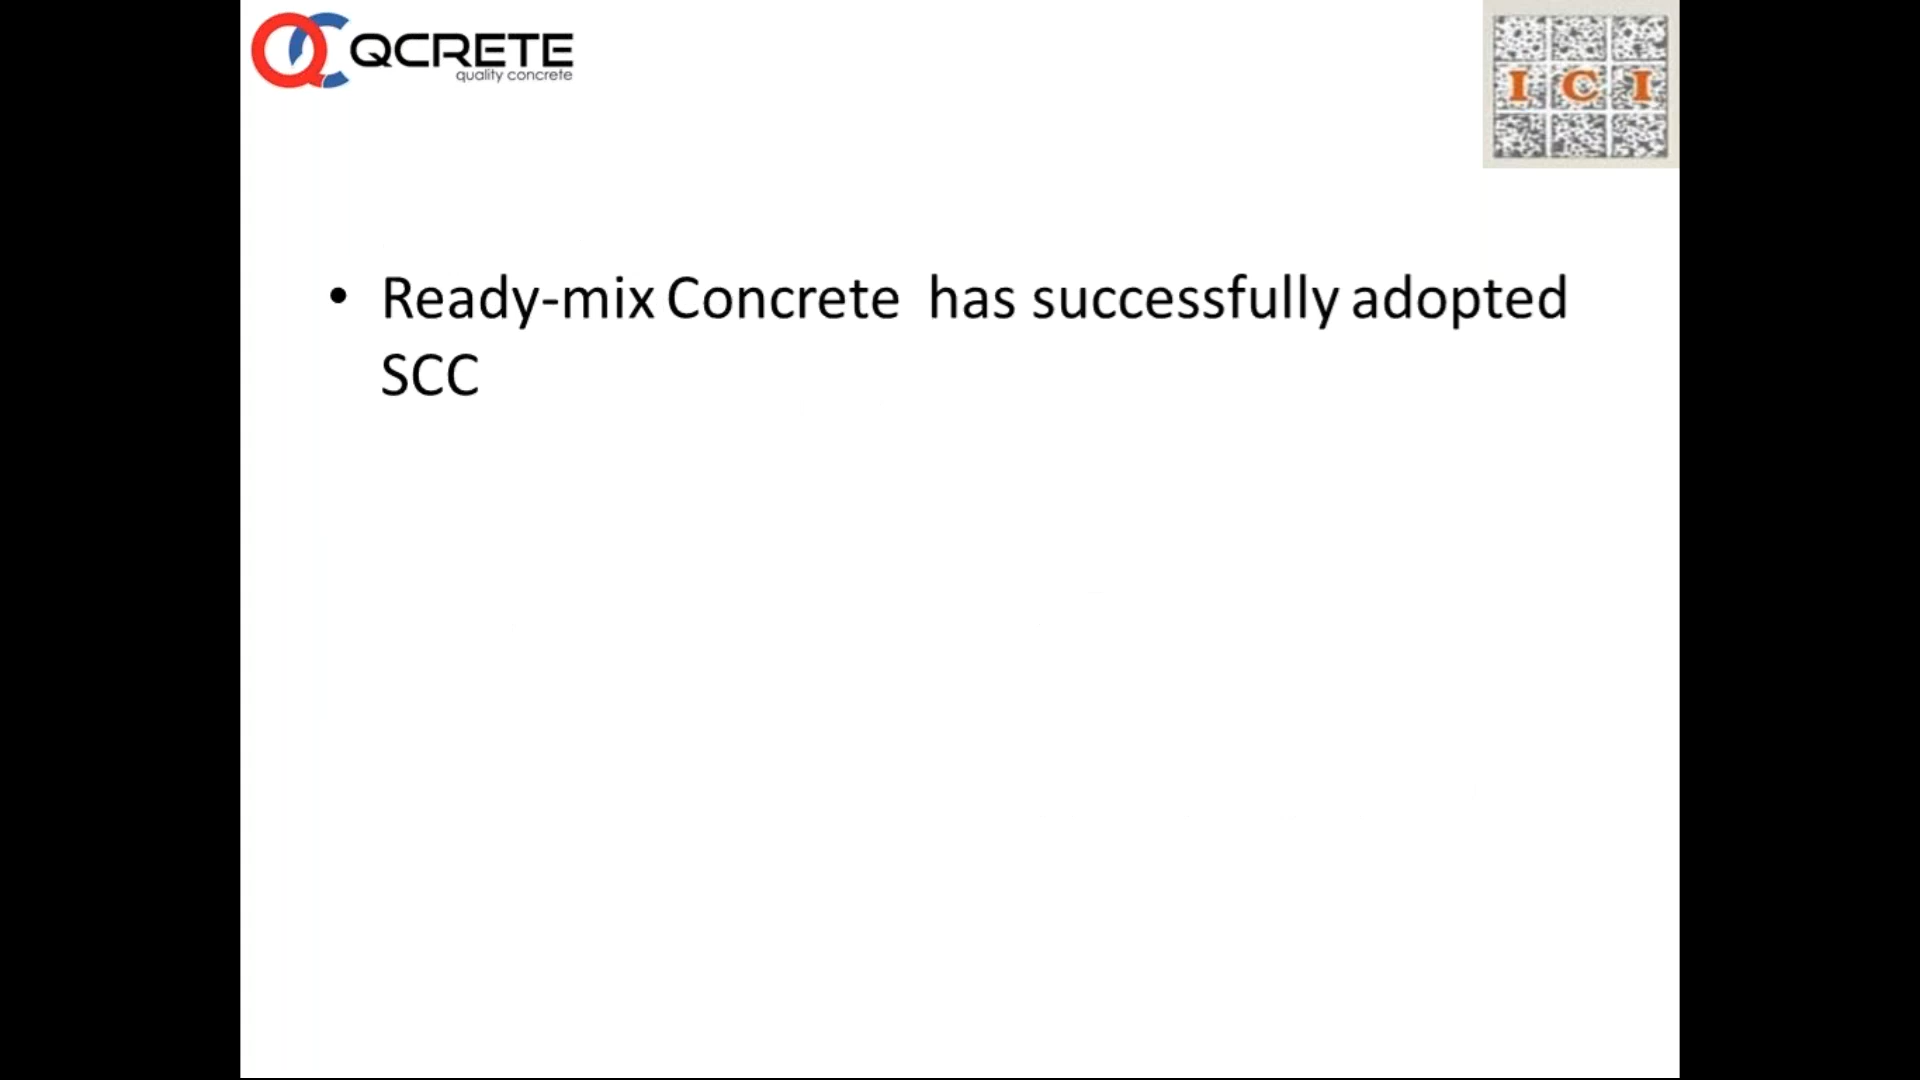 QCRETE
quality concrete
I C I
• Ready-mix Concrete has successfully adopted
SCC